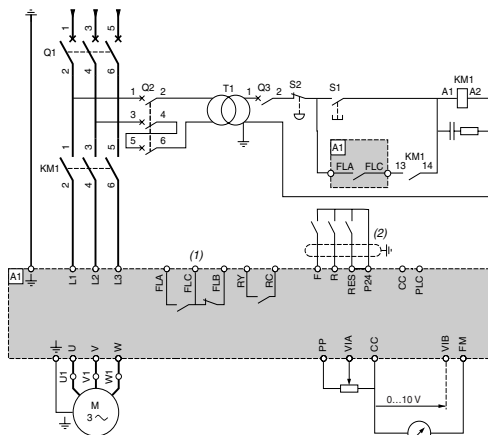 1 3 5
Q1
2 4 6
Q2
1 2
3 4
5 6
T1
1 Q3 2
S2
S1
KM1
A1 A2
A1
FLA FLC
13 KM1 14
1 3 5
KM1
2 4 6
(1)
(2)
A1
L1 L2 L3
FLA FLC FLB RY RC
F R RES P24 CC PLC
U V W
PP VIA CC VIB FM
U1 V1 W1
M
3 ~
0...10 V